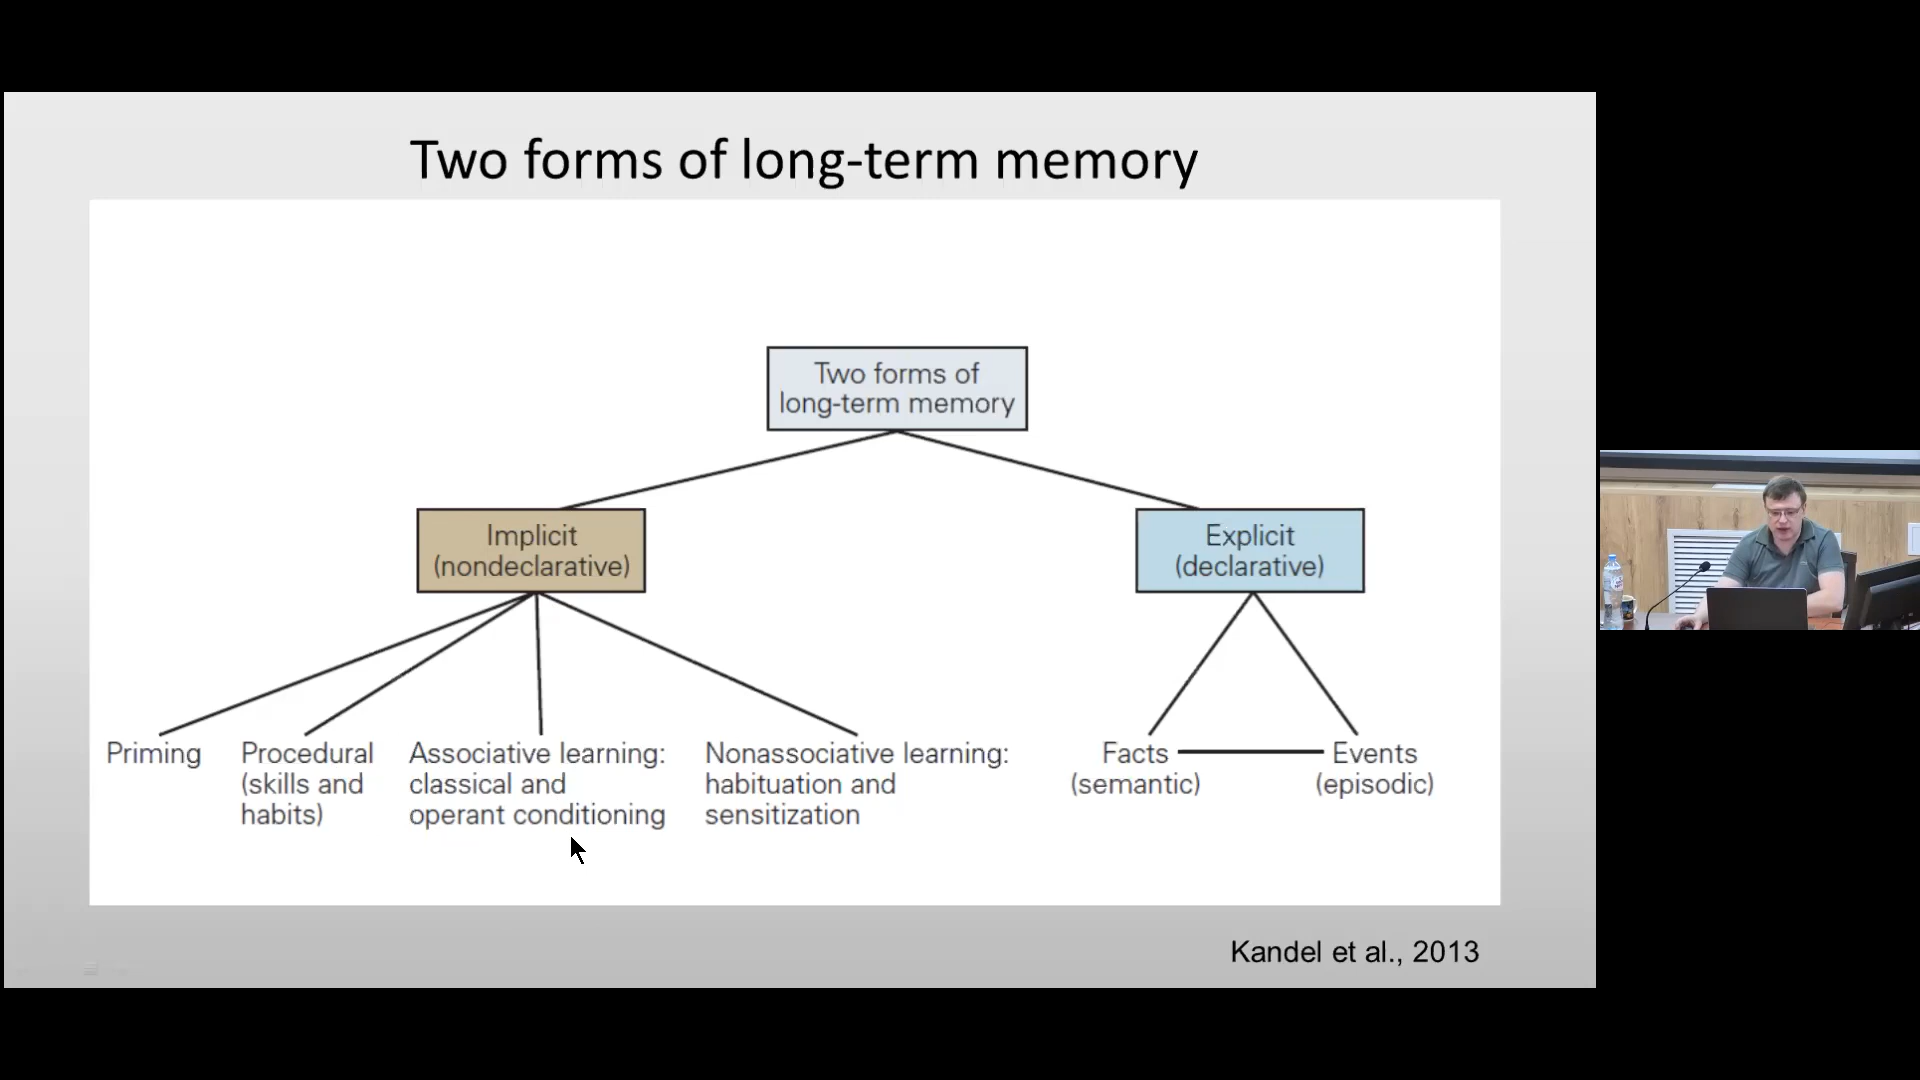 Two forms of long-term memory
Two forms of
long-term memory
Implicit
(nondeclarative)
Explicit
(declarative)
Priming
Procedural
(skills and
habits)
Associative learning:
classical and
operant conditioning
Nonassociative learning:
habituation and
sensitization
Facts
(semantic)
Events
(episodic)
Kandel et al., 2013